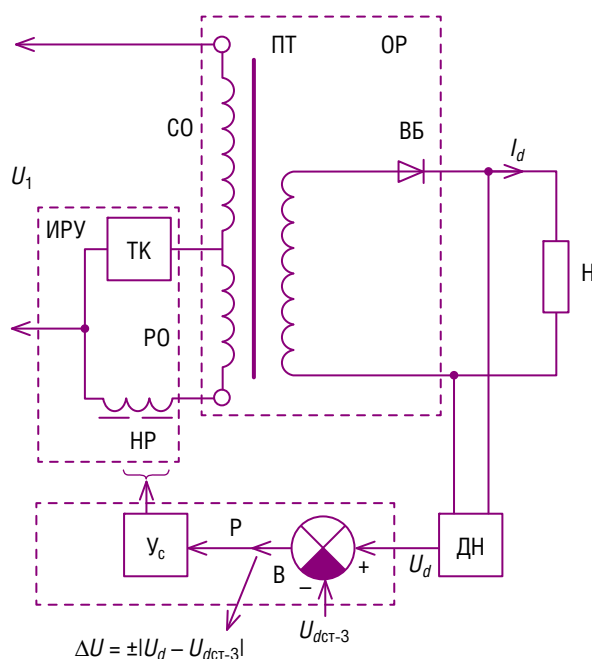 ПТ ОР
СО
ВБ
I_d
U_1
ИРУ
ТК
Н
РО
НР
У_с
Р
В
+
–
U_d
ДН
U_dст-3
ΔU = ±|U_d – U_dст-3|